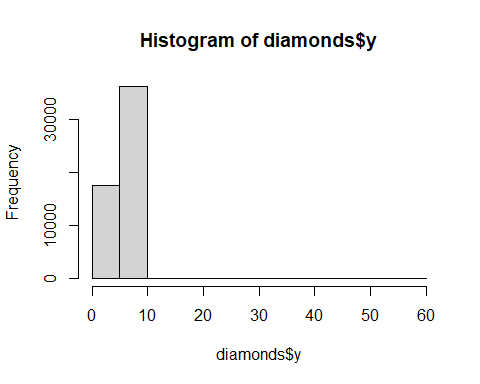 Histogram of diamonds$y
Frequency
30000
10000
0
0 10 20 30 40 50 60
diamonds$y